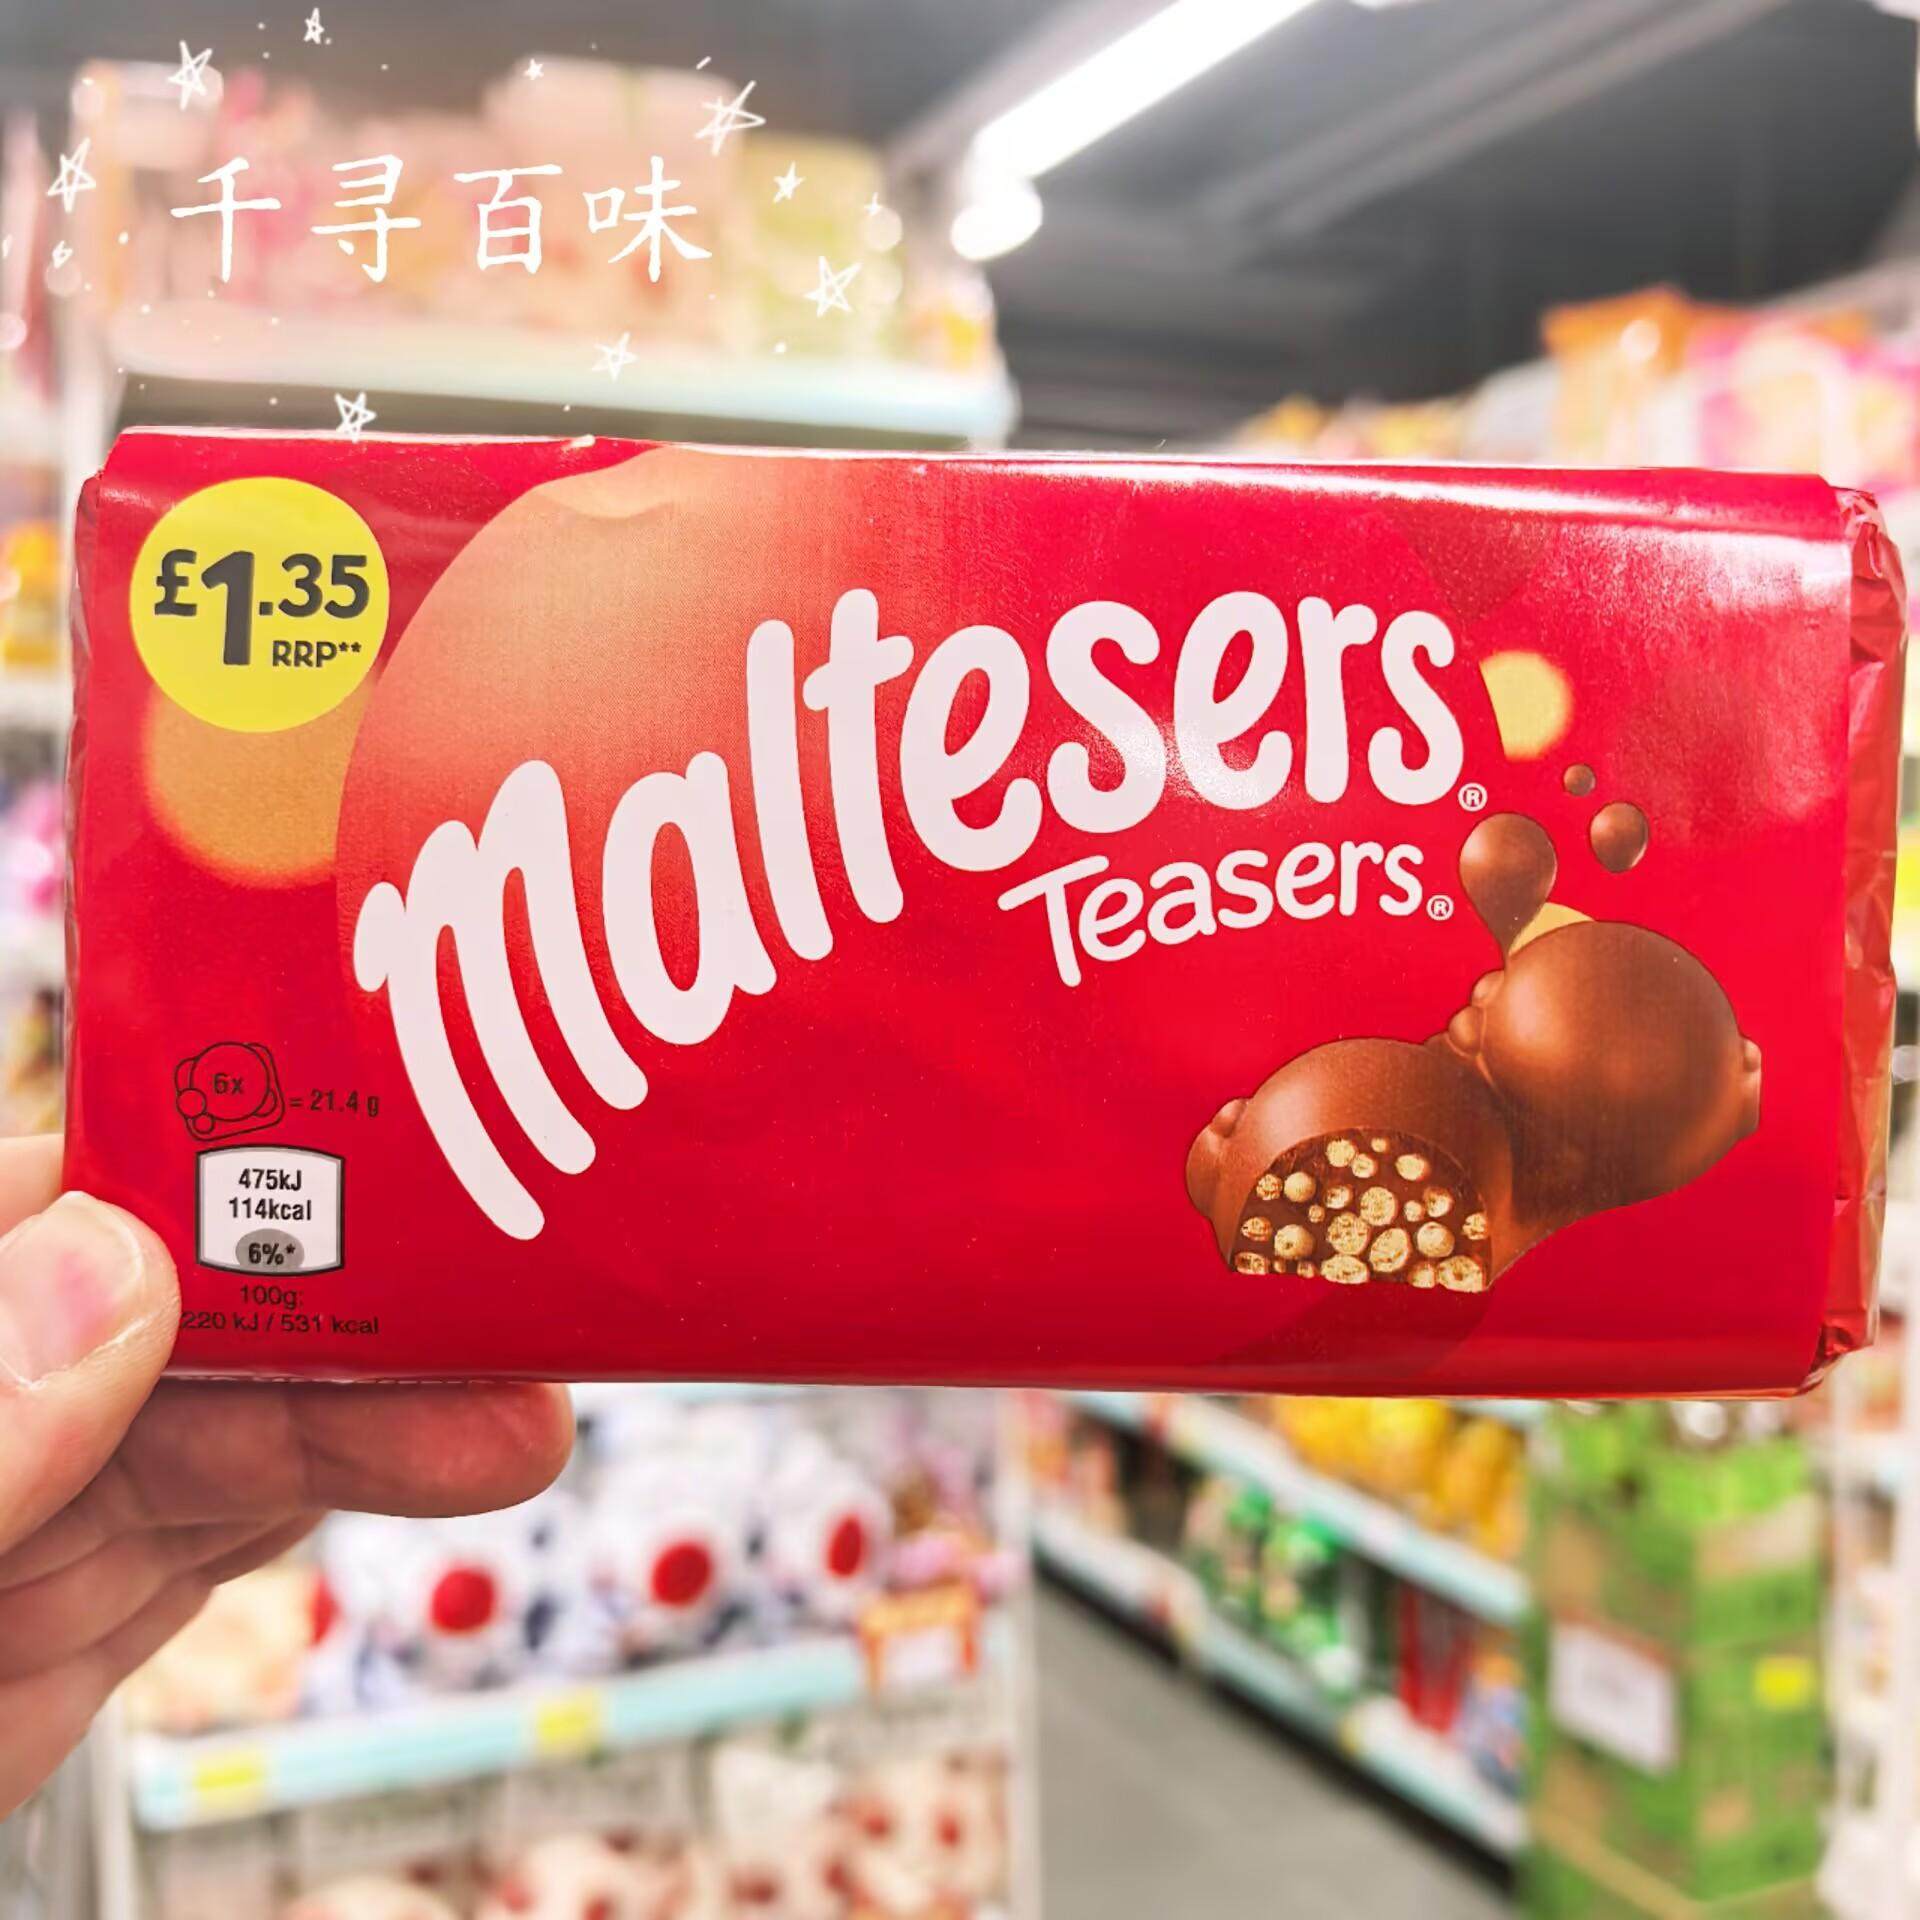 千寻百味
£1.35
RRP**
Maltesers®
Teasers®
6x = 21.4 g
475kJ
114kcal
6%*
100g:
220 kJ / 531 kcal